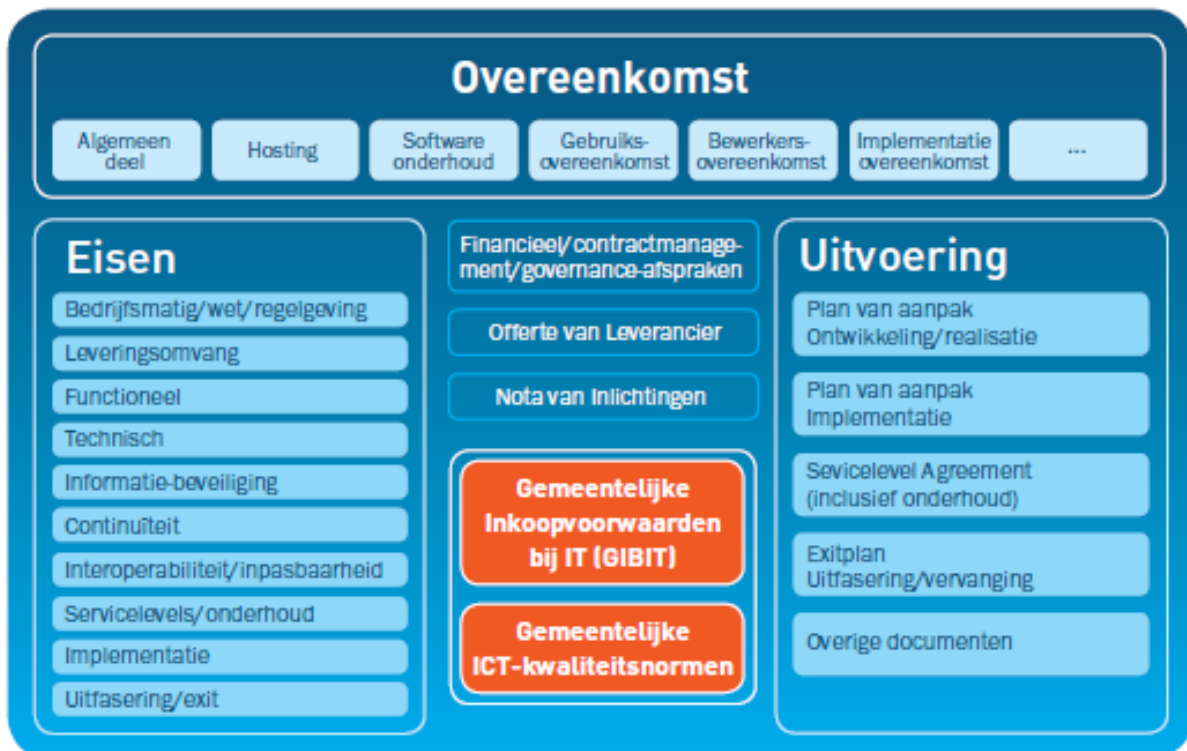 Overeenkomst
Algemeen
deel
Hosting
Software
onderhoud
Gebruiks-
overeenkomst
Bewerkers-
overeenkomst
Implementatie
overeenkomst
...
Eisen
Bedrijfsmatig/wet/regelgeving
Leveringsomvang
Functioneel
Technisch
Informatie-beveiliging
Continuïteit
Interoperabiliteit/inpasbaarheid
Servicelevels/onderhoud
Implementatie
Uitfasering/exit
Financieel/contractmanage-
ment/governance-afspraken
Offerte van Leverancier
Nota van Inlichtingen
Gemeentelijke
Inkoopvoorwaarden
bij IT (GIBIT)
Gemeentelijke
ICT-kwaliteitsnormen
Uitvoering
Plan van aanpak
Ontwikkeling/realisatie
Plan van aanpak
Implementatie
Sevicelevel Agreement
(inclusief onderhoud)
Exitplan
Uitfasering/vervanging
Overige documenten